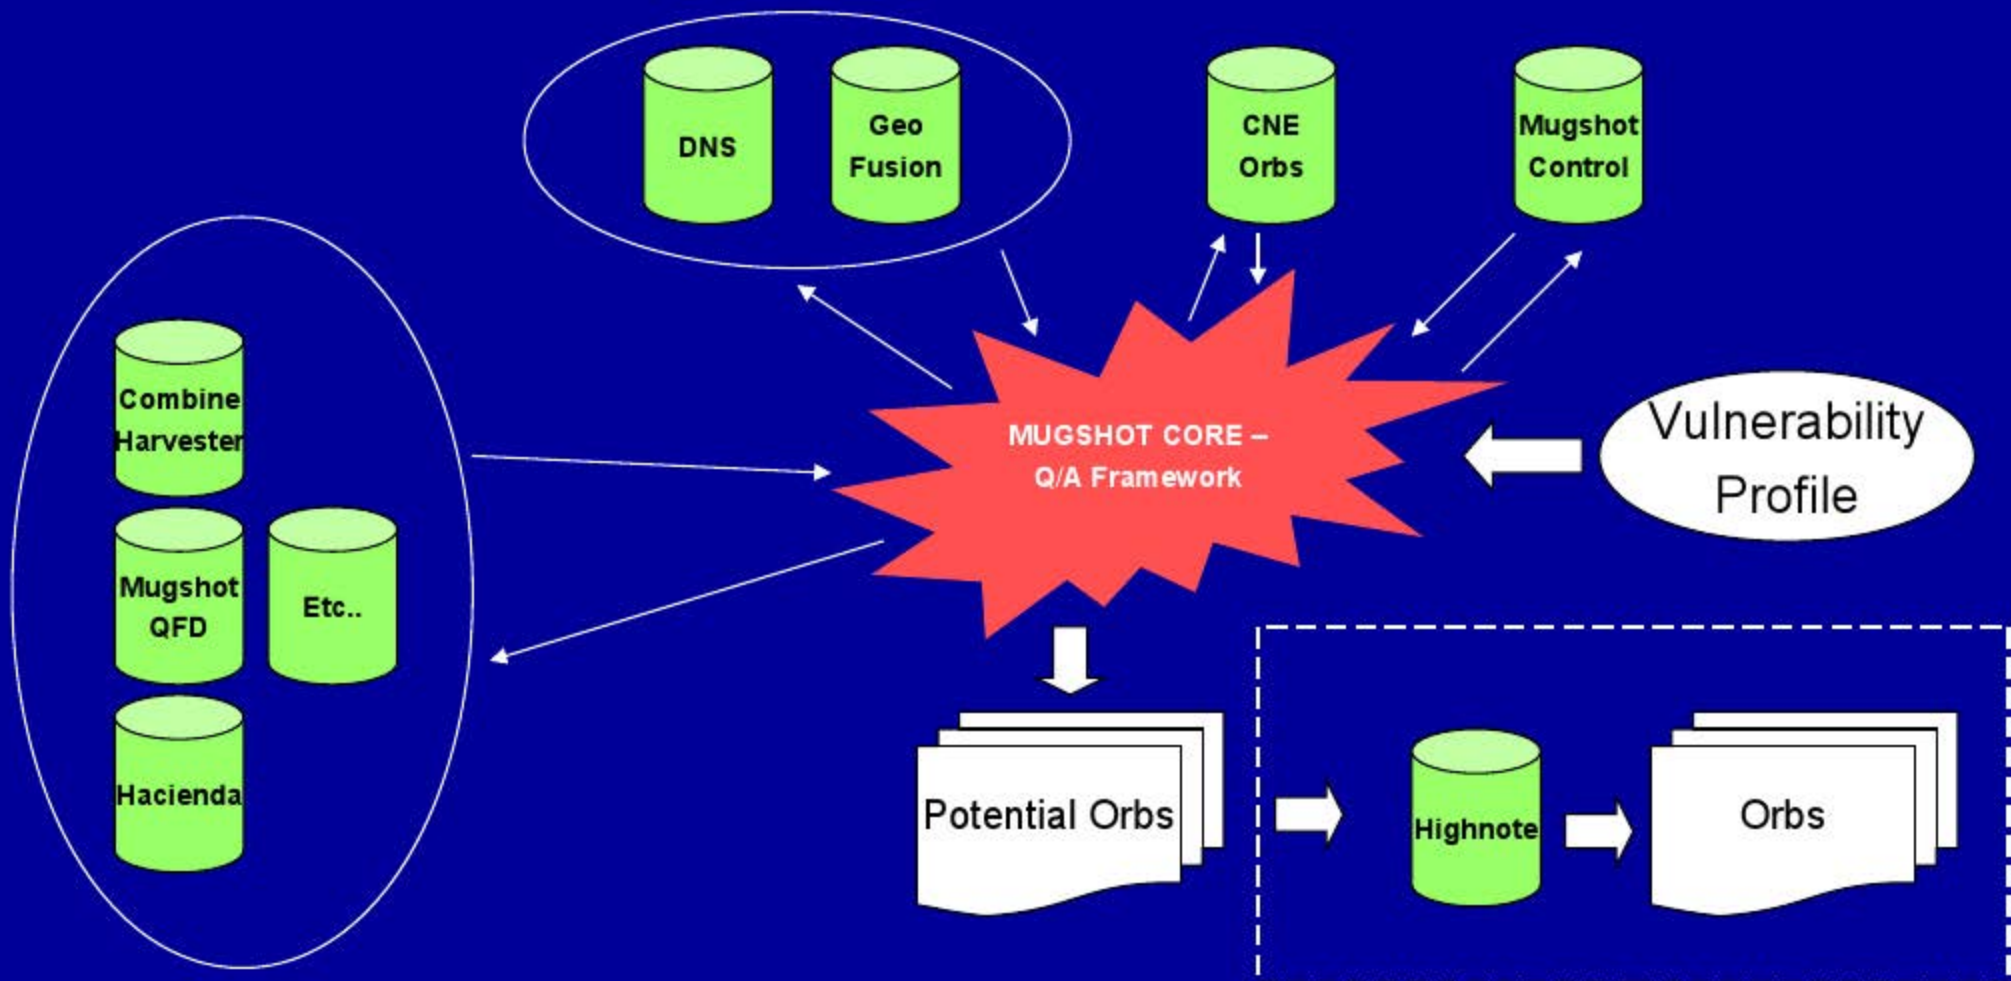 DNS
Geo
Fusion
CNE
Orbs
Mugshot
Control
Combine
Harvester
Mugshot
QFD
Etc..
Hacienda
MUGSHOT CORE –
Q/A Framework
Vulnerability
Profile
Potential Orbs
Highnote
Orbs